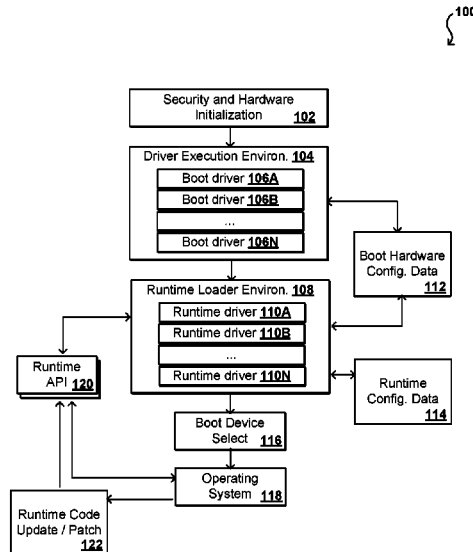 100
Security and Hardware
Initialization 102
Driver Execution Environ. 104
Boot driver 106A
Boot driver 106B
...
Boot driver 106N
Boot Hardware
Config. Data
112
Runtime Loader Environ. 108
Runtime driver 110A
Runtime driver 110B
...
Runtime driver 110N
Runtime
API 120
Runtime
Config. Data
114
Boot Device
Select
116
Operating
System
118
Runtime Code
Update / Patch
122